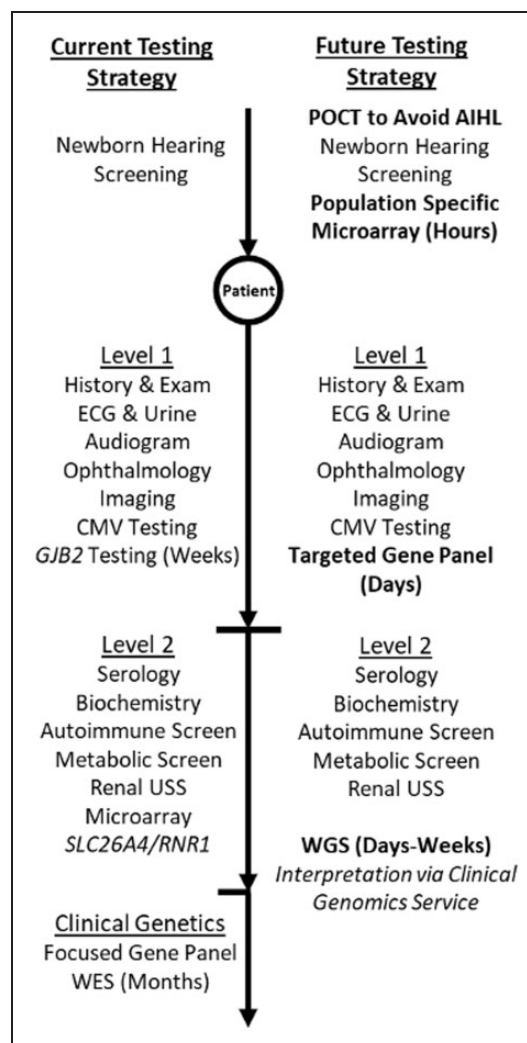 Current Testing
Strategy
Future Testing
Strategy
Newborn Hearing
Screening
POCT to Avoid AIHL
Newborn Hearing
Screening
Population Specific
Microarray (Hours)
Patient
Level 1
History & Exam
ECG & Urine
Audiogram
Ophthalmology
Imaging
CMV Testing
GJB2 Testing (Weeks)
Level 1
History & Exam
ECG & Urine
Audiogram
Ophthalmology
Imaging
CMV Testing
Targeted Gene Panel
(Days)
Level 2
Serology
Biochemistry
Autoimmune Screen
Metabolic Screen
Renal USS
Microarray
SLC26A4/RNR1
Level 2
Serology
Biochemistry
Autoimmune Screen
Metabolic Screen
Renal USS
WGS (Days-Weeks)
Interpretation via Clinical
Genomics Service
Clinical Genetics
Focused Gene Panel
WES (Months)